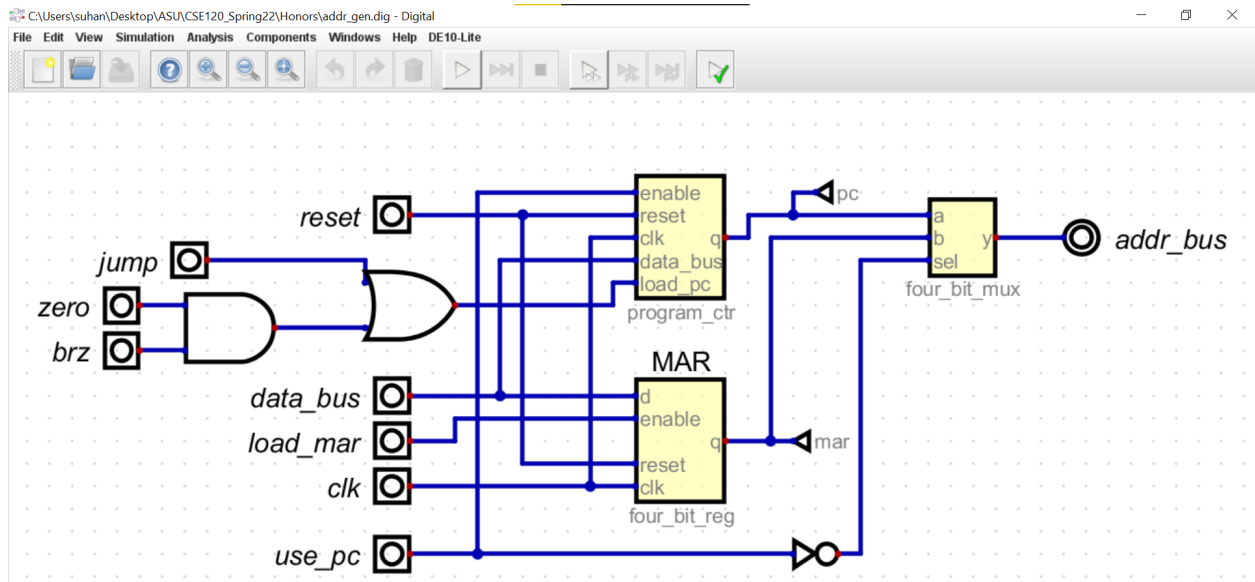 C:\Users\suhan\Desktop\ASU\CSE120_Spring22\Honors\addr_gen.dig - Digital
File Edit View Simulation Analysis Components Windows Help DE10-Lite
reset
jump
zero
brz
data_bus
load_mar
clk
use_pc
enable
reset
clk
q
data_bus
load_pc
program_ctr
MAR
d
enable
q
reset
clk
four_bit_reg
pc
mar
a
b
y
sel
four_bit_mux
addr_bus